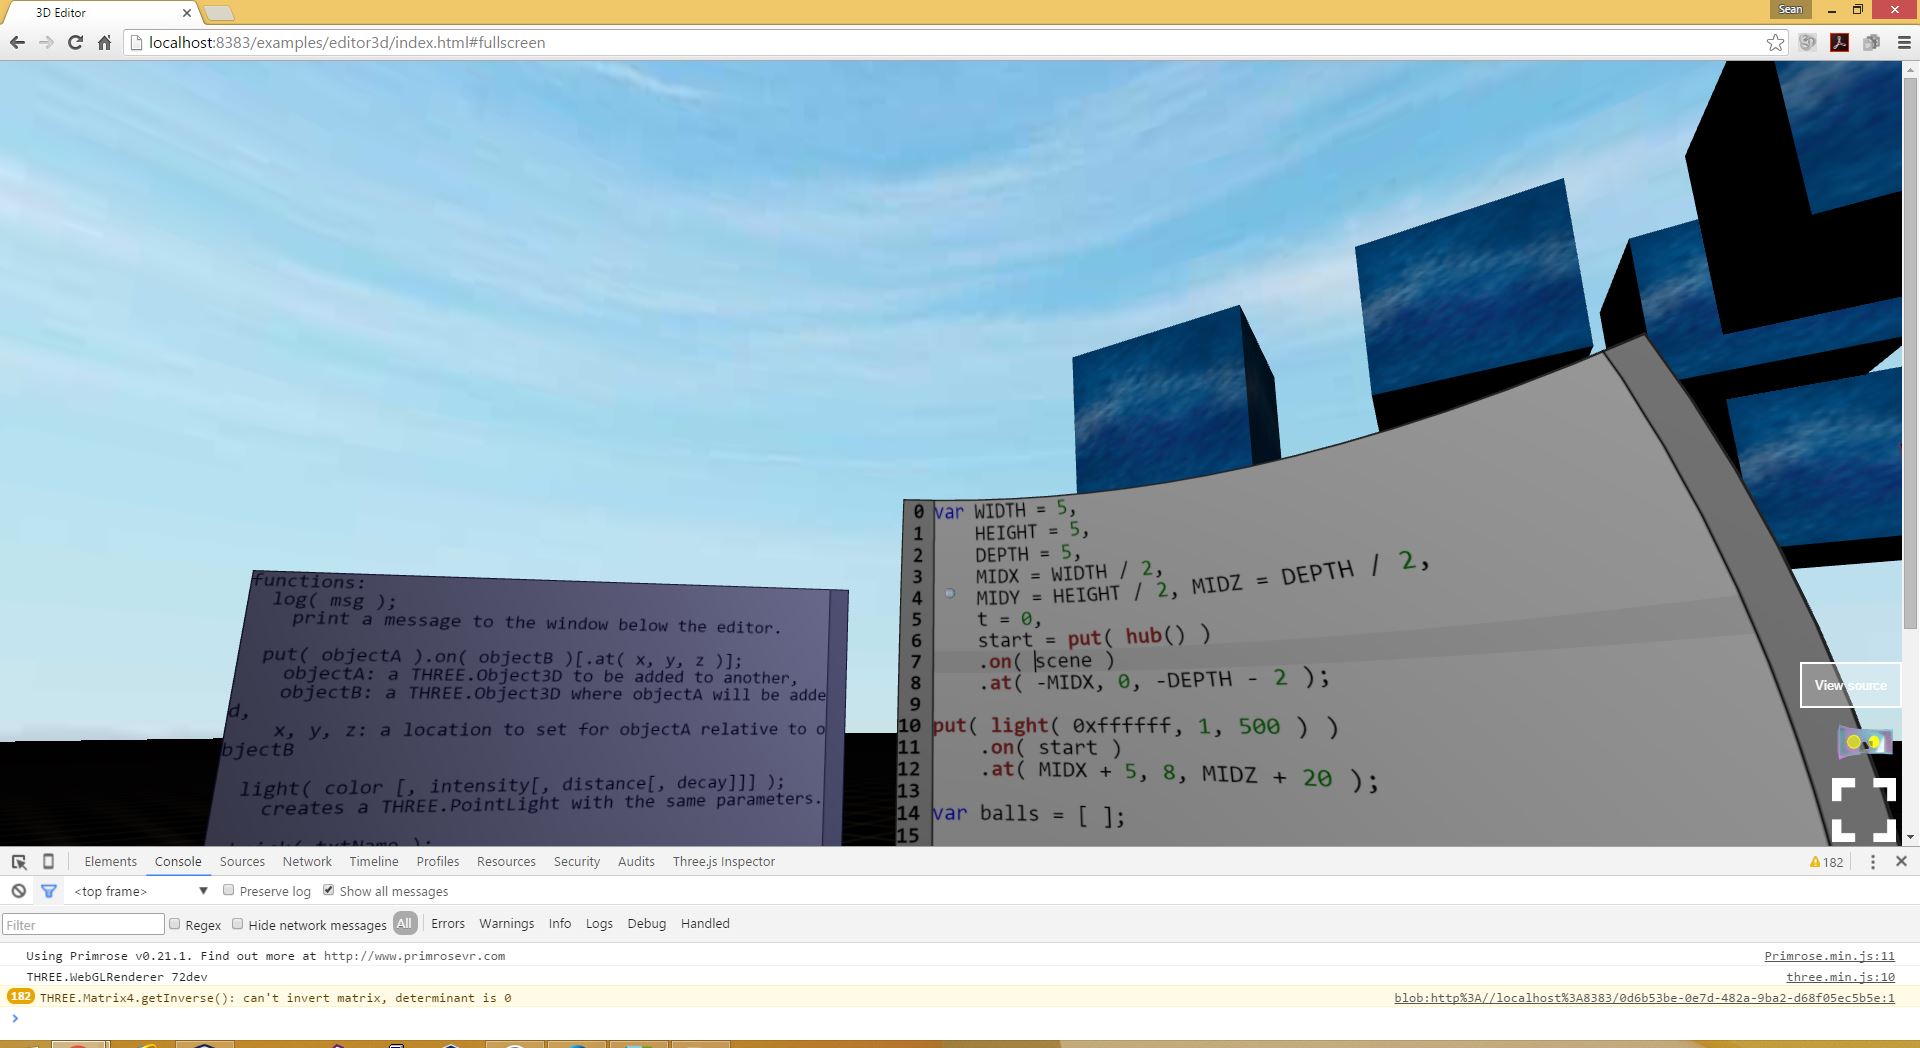 3D Editor
Sean
localhost:8383/examples/editor3d/index.html#fullscreen
functions:
log( msg );
print a message to the window below the editor.
put( objectA ).on( objectB )[.at( x, y, z )];
objectA: a THREE.Object3D to be added to another,
objectB: a THREE.Object3D where objectA will be adde
d,
x, y, z: a location to set for objectA relative to o
bjectB
light( color [, intensity[, distance[, decay]]] );
creates a THREE.PointLight with the same parameters.
0 var WIDTH = 5,
1 HEIGHT = 5,
2 DEPTH = 5,
3 MIDX = WIDTH / 2,
4 MIDY = HEIGHT / 2, MIDZ = DEPTH / 2,
5 t = 0,
6 start = put( hub() )
7 .on( scene )
8 .at( -MIDX, 0, -DEPTH - 2 );
9
10 put( light( 0xffffff, 1, 500 ) )
11 .on( start )
12 .at( MIDX + 5, 8, MIDZ + 20 );
13
14 var balls = [ ];
15
View source
Elements Console Sources Network Timeline Profiles Resources Security Audits Three.js Inspector 182
<top frame> Preserve log Show all messages
Filter Regex Hide network messages All Errors Warnings Info Logs Debug Handled
Using Primrose v0.21.1. Find out more at http://www.primrosevr.com Primrose.min.js:11
THREE.WebGLRenderer 72dev three.min.js:10
182 THREE.Matrix4.getInverse(): can't invert matrix, determinant is 0 blob:http%3A//localhost%3A8383/0d6b53be-0e7d-482a-9ba2-d68f05ec5b5e:1